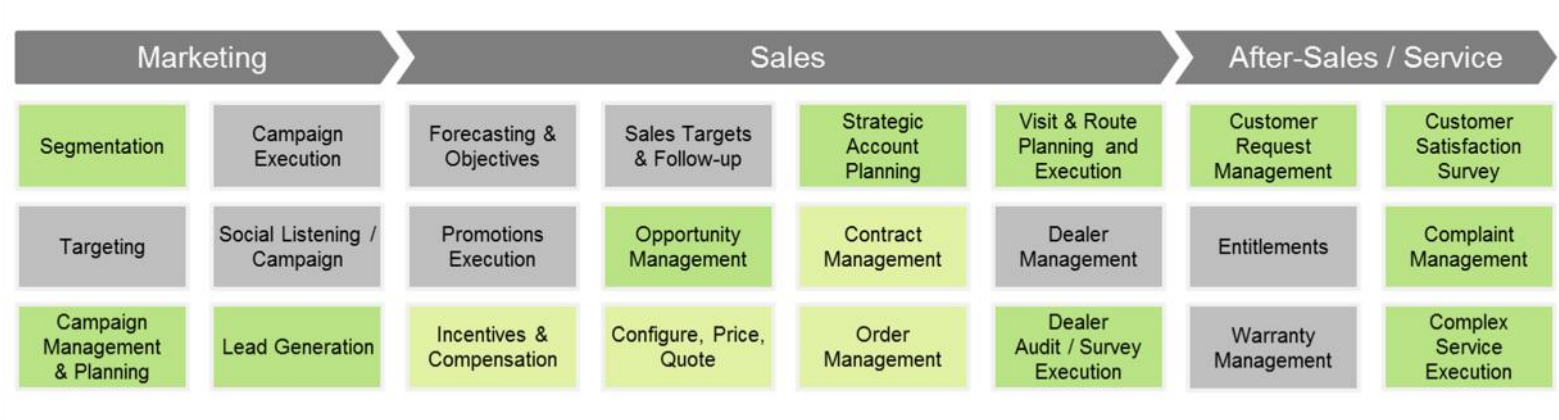 Marketing
Sales
After-Sales / Service
Segmentation
Campaign
Execution
Forecasting &
Objectives
Sales Targets
& Follow-up
Strategic
Account
Planning
Visit & Route
Planning and
Execution
Customer
Request
Management
Customer
Satisfaction
Survey
Targeting
Social Listening /
Campaign
Promotions
Execution
Opportunity
Management
Contract
Management
Dealer
Management
Entitlements
Complaint
Management
Campaign
Management
& Planning
Lead Generation
Incentives &
Compensation
Configure, Price,
Quote
Order
Management
Dealer
Audit / Survey
Execution
Warranty
Management
Complex
Service
Execution